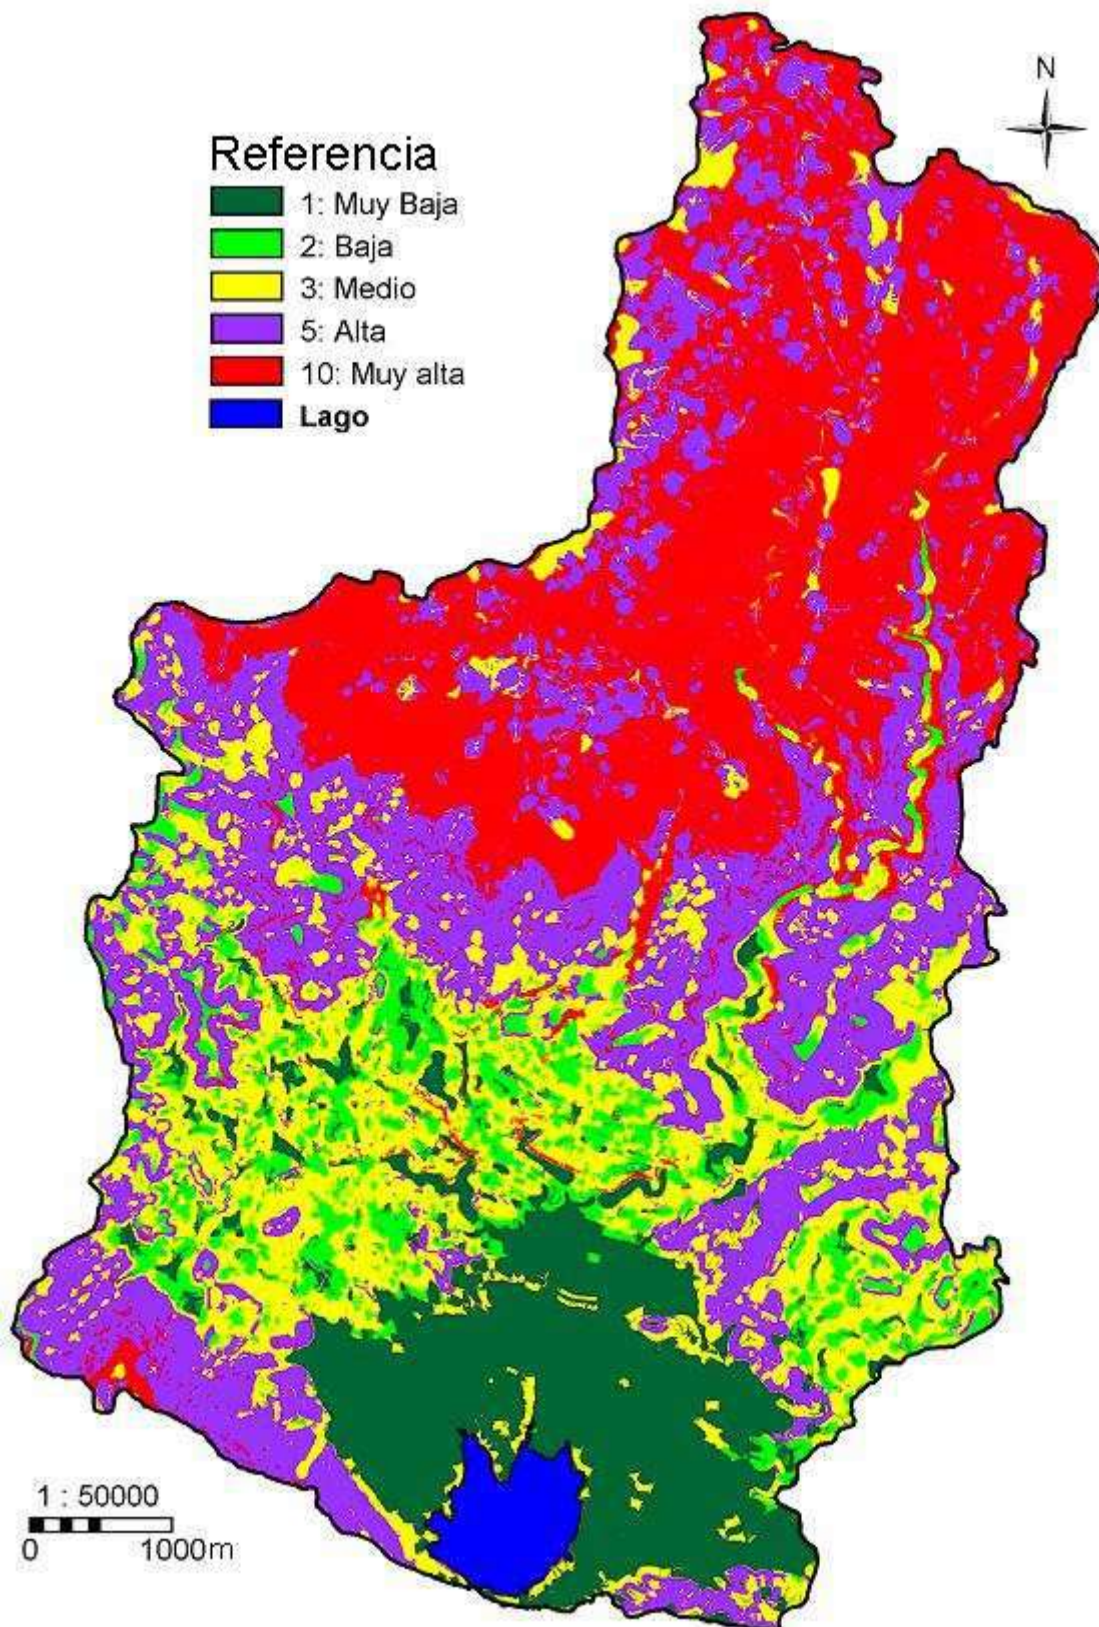 N
Referencia
1: Muy Baja
2: Baja
3: Medio
5: Alta
10: Muy alta
Lago
1 : 50000
0 1000m